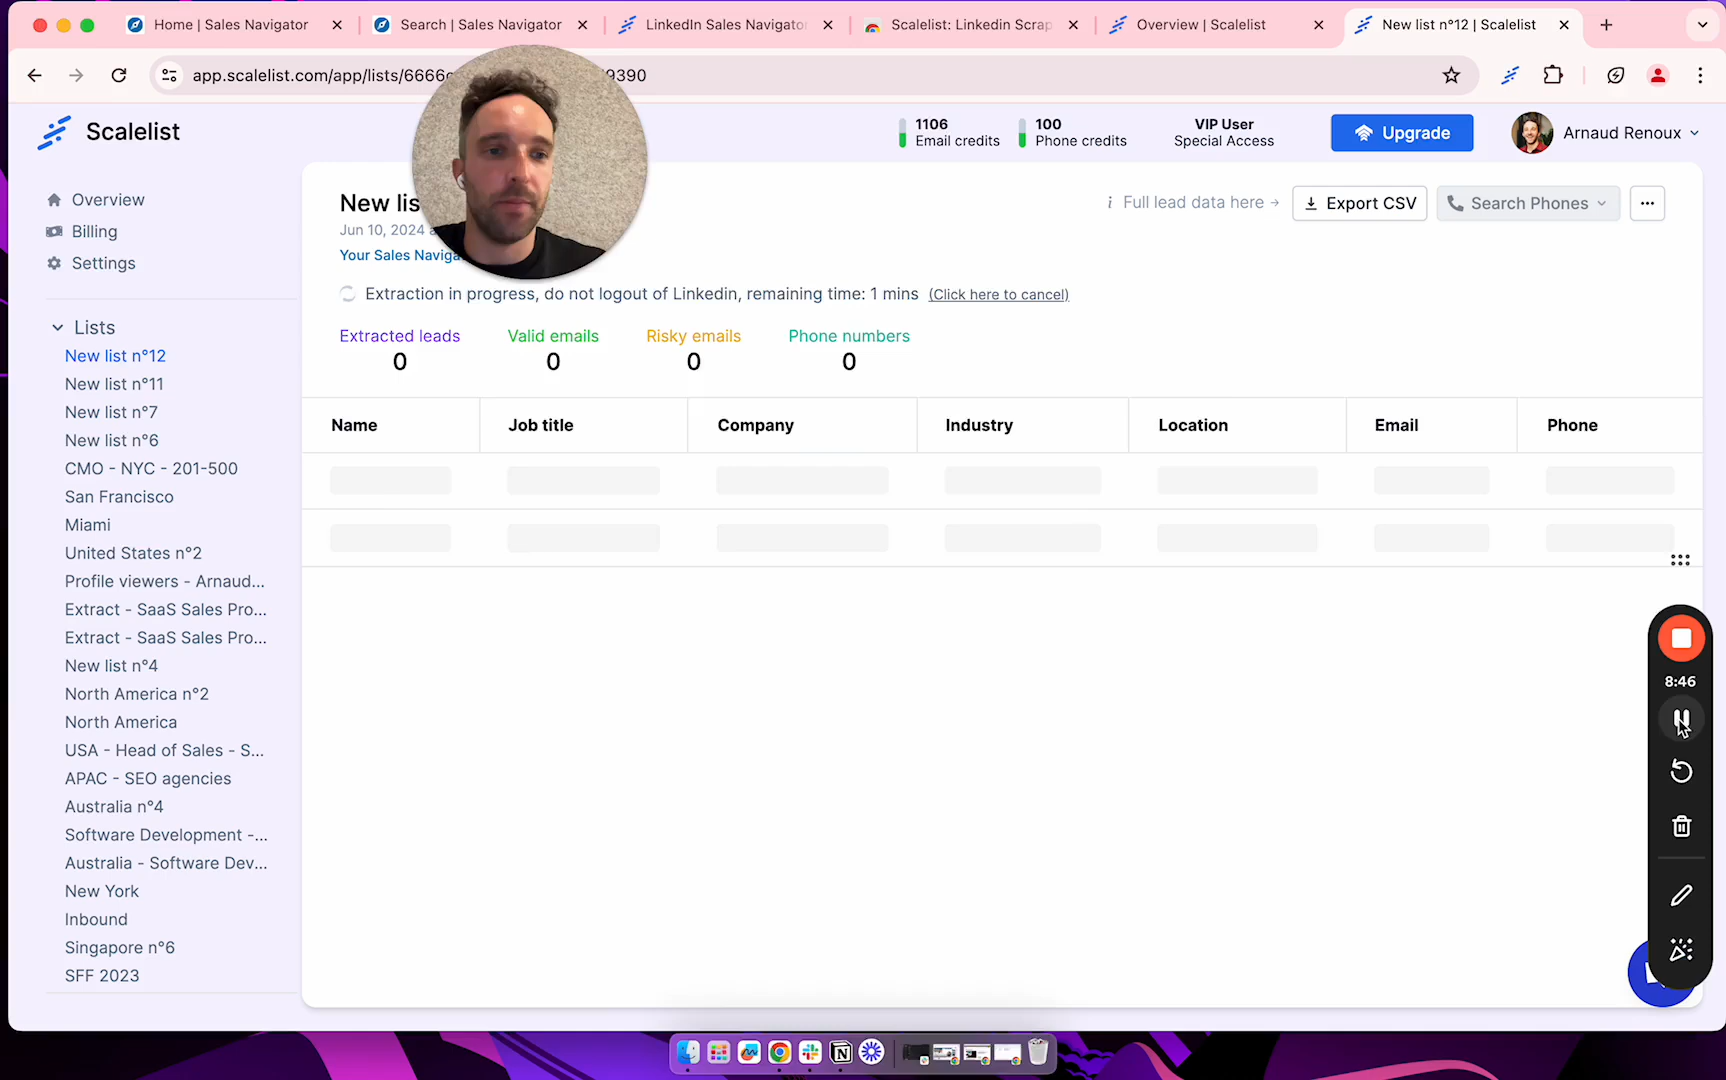 Home | Sales Navigator
Search | Sales Navigator
LinkedIn Sales Navigato
Scalelist: Linkedin Scrap
Overview | Scalelist
New list n°12 | Scalelist
app.scalelist.com/app/lists/6666
9390
Scalelist
1106
Email credits
100
Phone credits
VIP User
Special Access
Upgrade
Arnaud Renoux
Overview
Billing
Settings
Lists
New list n°12
New list n°11
New list n°7
New list n°6
CMO - NYC - 201-500
San Francisco
Miami
United States n°2
Profile viewers - Arnaud...
Extract - SaaS Sales Pro...
Extract - SaaS Sales Pro...
New list n°4
North America n°2
North America
USA - Head of Sales - S...
APAC - SEO agencies
Australia n°4
Software Development -...
Australia - Software Dev...
New York
Inbound
Singapore n°6
SFF 2023
New lis
Jun 10, 2024
Your Sales Naviga
i Full lead data here →
Export CSV
Search Phones
Extraction in progress, do not logout of Linkedin, remaining time: 1 mins (Click here to cancel)
Extracted leads Valid emails Risky emails Phone numbers
0 0 0 0
Name Job title Company Industry Location Email Phone
8:46